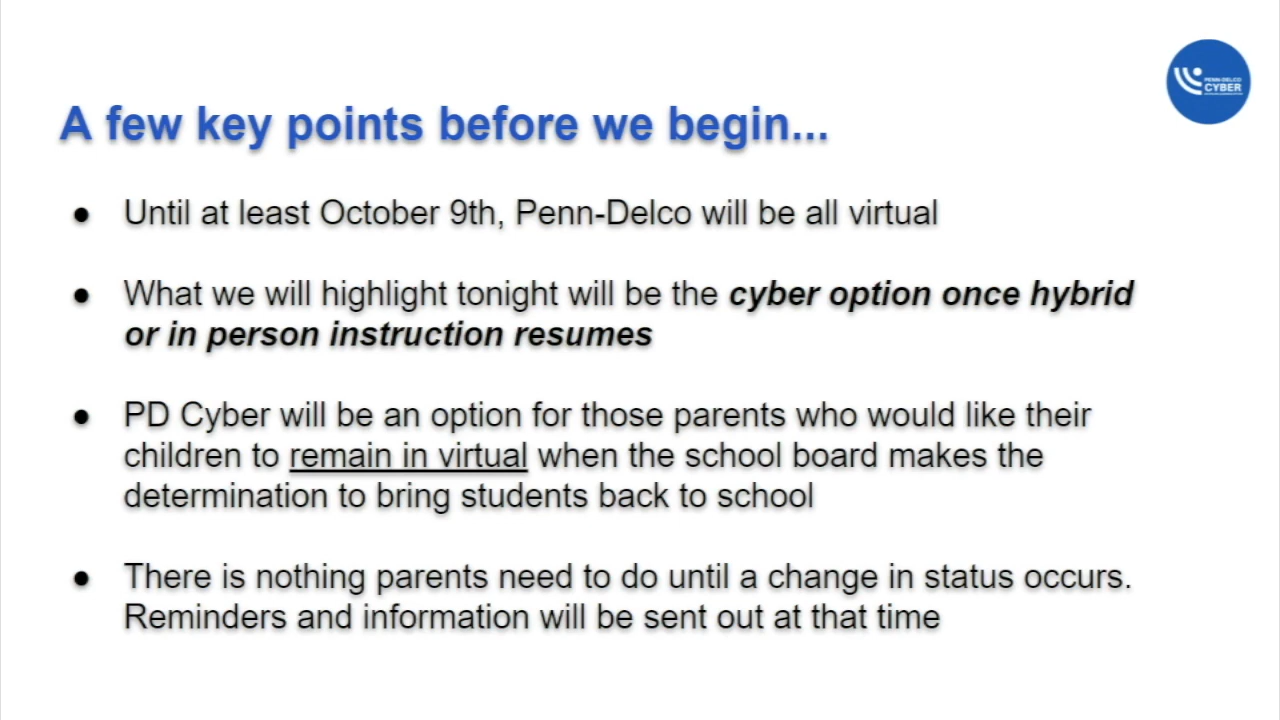 PENN-DELCO
CYBER
A few key points before we begin...
● Until at least October 9th, Penn-Delco will be all virtual
● What we will highlight tonight will be the cyber option once hybrid
or in person instruction resumes
● PD Cyber will be an option for those parents who would like their
children to remain in virtual when the school board makes the
determination to bring students back to school
● There is nothing parents need to do until a change in status occurs.
Reminders and information will be sent out at that time